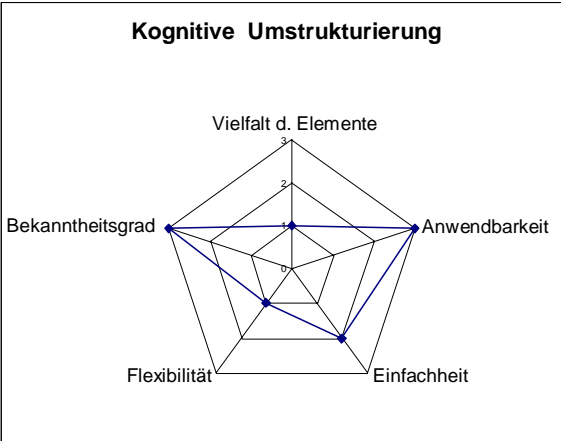 Kognitive  Umstrukturierung
Vielfalt d. Elemente
3
2
1
0
Bekanntheitsgrad
Anwendbarkeit
Flexibilität
Einfachheit